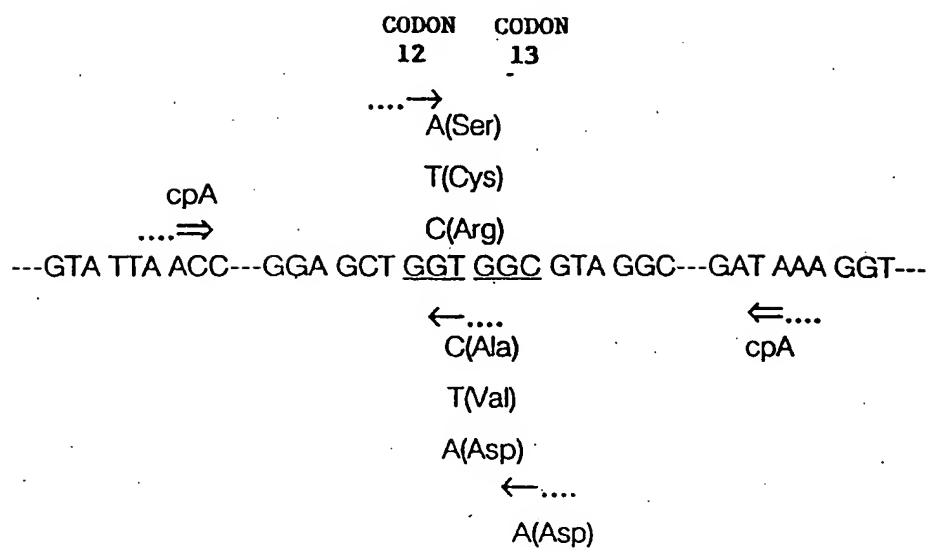 CODON CODON
12 13
....→
A(Ser)
T(Cys)
cpA
....⇒
C(Arg)
---GTA TTA ACC---GGA GCT GGT GGC GTA GGC---GAT AAA GGT---
←.... ⇐....
C(Ala) cpA
T(Val)
A(Asp)
←....
A(Asp)